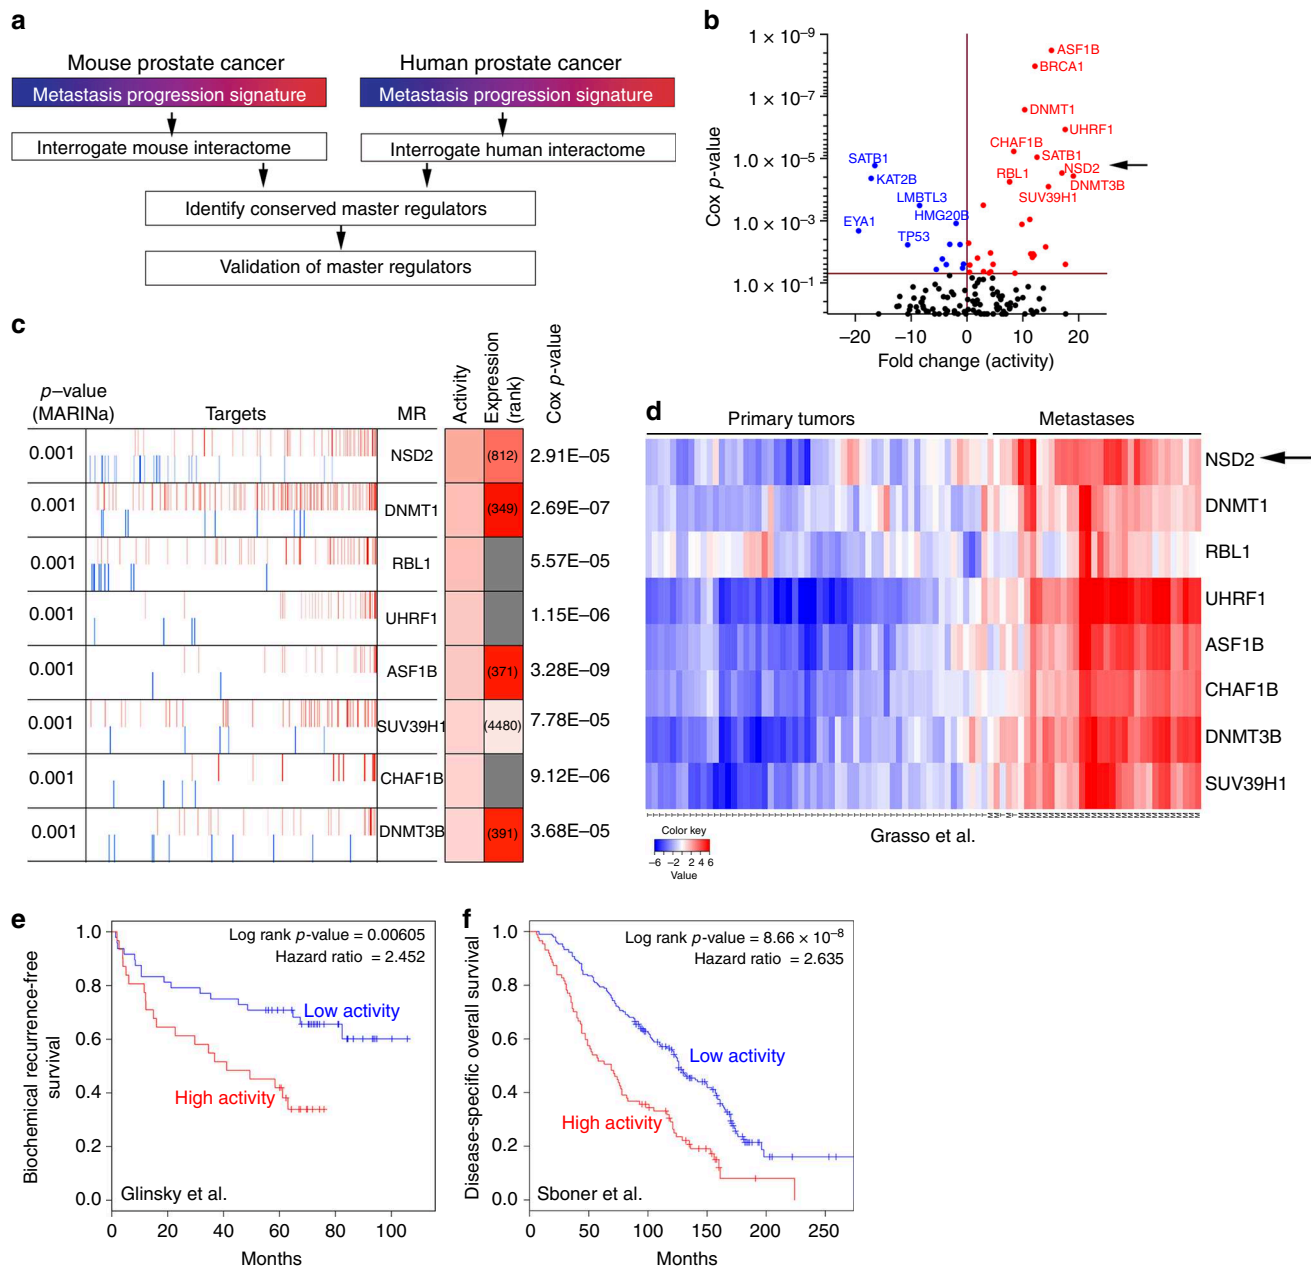 a
Mouse prostate cancer
Human prostate cancer
Metastasis progression signature
Metastasis progression signature
Interrogate mouse interactome
Interrogate human interactome
Identify conserved master regulators
Validation of master regulators
b
Cox p-value
1 × 10⁻⁹
1 × 10⁻⁷
1.0 × 10⁻⁵
1.0 × 10⁻³
1.0 × 10⁻¹
ASF1B
BRCA1
DNMT1
UHRF1
CHAF1B
SATB1
NSD2
RBL1
DNMT3B
SUV39H1
SATB1
KAT2B
LMBTL3
HMG20B
EYA1
TP53
−20 −10 0 10 20
Fold change (activity)
c
p−value
(MARINa)
Targets
MR
Activity
Expression
(rank)
Cox p-value
0.001 NSD2 (812) 2.91E−05
0.001 DNMT1 (349) 2.69E−07
0.001 RBL1 5.57E−05
0.001 UHRF1 1.15E−06
0.001 ASF1B (371) 3.28E−09
0.001 SUV39H1 (4480) 7.78E−05
0.001 CHAF1B 9.12E−06
0.001 DNMT3B (391) 3.68E−05
d
Primary tumors
Metastases
NSD2
DNMT1
RBL1
UHRF1
ASF1B
CHAF1B
DNMT3B
SUV39H1
Color key
−6 −2 2 4 6
Value
Grasso et al.
e
Biochemical recurrence-free
survival
1.0
0.8
0.6
0.4
0.2
0.0
Log rank p-value = 0.00605
Hazard ratio = 2.452
Low activity
High activity
Glinsky et al.
0 20 40 60 80 100
Months
f
Disease-specific overall survival
1.0
0.8
0.6
0.4
0.2
0.0
Log rank p-value = 8.66 × 10⁻⁸
Hazard ratio = 2.635
Low activity
High activity
Sboner et al.
0 50 100 150 200 250
Months